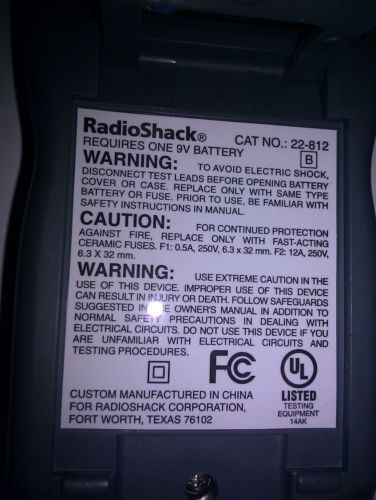 RadioShack®
CAT NO.: 22-812
REQUIRES ONE 9V BATTERY
B
WARNING: TO AVOID ELECTRIC SHOCK,
DISCONNECT TEST LEADS BEFORE OPENING BATTERY
COVER OR CASE. REPLACE ONLY WITH SAME TYPE
BATTERY OR FUSE. PRIOR TO USE, BE FAMILIAR WITH
SAFETY INSTRUCTIONS IN MANUAL.
CAUTION: FOR CONTINUED PROTECTION
AGAINST FIRE, REPLACE ONLY WITH FAST-ACTING
CERAMIC FUSES. F1: 0.5A, 250V, 6.3 x 32 mm. F2: 12A, 250V,
6.3 X 32 mm.
WARNING: USE EXTREME CAUTION IN THE
USE OF THIS DEVICE. IMPROPER USE OF THIS DEVICE
CAN RESULT IN INJURY OR DEATH. FOLLOW SAFEGUARDS
SUGGESTED IN OWNER'S MANUAL IN ADDITION TO
NORMAL SAFETY PRECAUTIONS IN DEALING WITH
ELECTRICAL CIRCUITS. DO NOT USE THIS DEVICE IF YOU
ARE UNFAMILIAR WITH ELECTRICAL CIRCUITS AND
TESTING PROCEDURES.
FC
UL
LISTED
TESTING
EQUIPMENT
14AK
CUSTOM MANUFACTURED IN CHINA
FOR RADIOSHACK CORPORATION,
FORT WORTH, TEXAS 76102